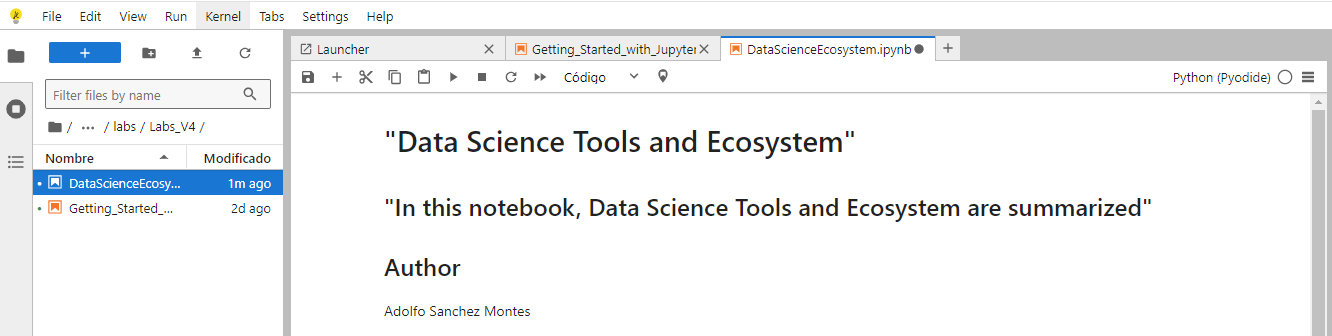 File Edit View Run Kernel Tabs Settings Help
Launcher
Getting_Started_with_Jupyter
DataScienceEcosystem.ipynb
Código
Python (Pyodide)
Filter files by name
/ ... / labs / Labs_V4 /
Nombre Modificado
DataScienceEcosy... 1m ago
Getting_Started_... 2d ago
"Data Science Tools and Ecosystem"
"In this notebook, Data Science Tools and Ecosystem are summarized"
Author
Adolfo Sanchez Montes